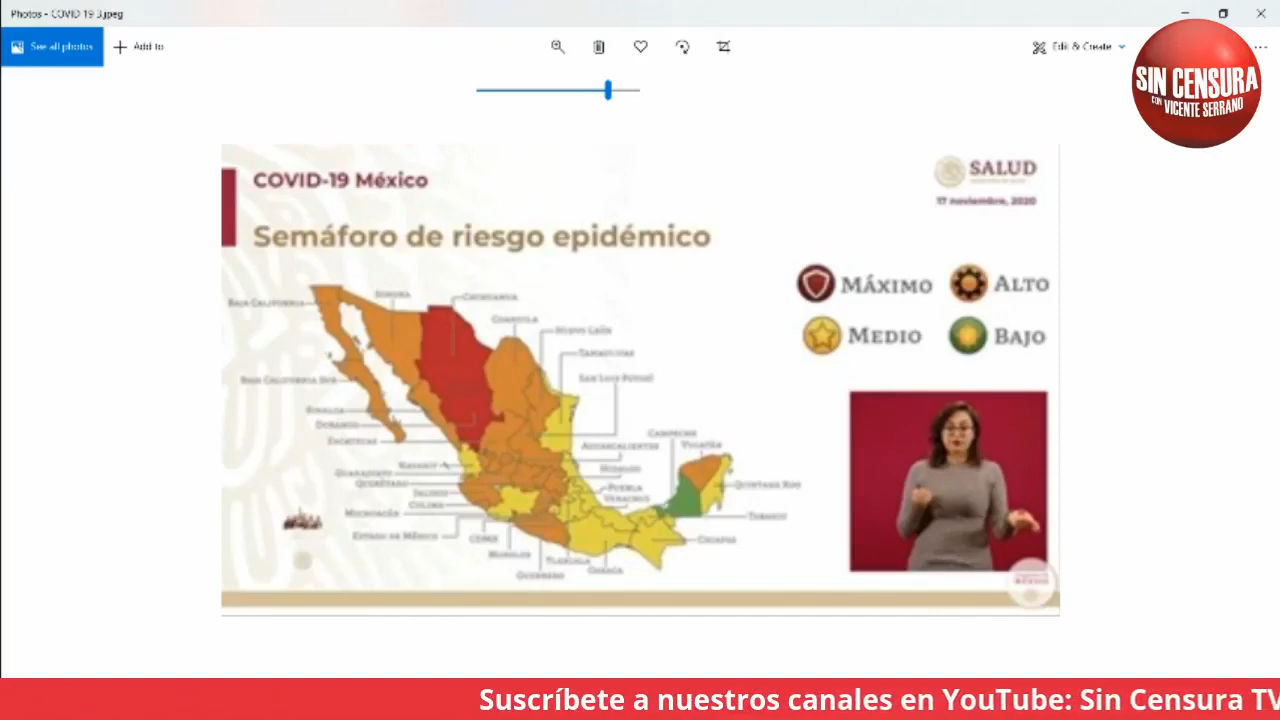 Photos - COVID 19 3.jpeg
See all photos
Add to
Edit & Create
SIN CENSURA
CON VICENTE SERRANO
COVID-19 México
SALUD
17 noviembre, 2020
Semáforo de riesgo epidémico
MÁXIMO
ALTO
MEDIO
BAJO
BAJA CALIFORNIA
SONORA
CHIHUAHUA
COAHUILA
NUEVO LEÓN
TAMAULIPAS
SAN LUIS POTOSÍ
BAJA CALIFORNIA SUR
SINALOA
DURANGO
ZACATECAS
CAMPECHE
YUCATÁN
AGUASCALIENTES
NAYARIT
HIDALGO
GUANAJUATO
QUERÉTARO
PUEBLA
QUINTANA ROO
JALISCO
VERACRUZ
COLIMA
MICHOACÁN
TABASCO
ESTADO DE MÉXICO
CDMX
CHIAPAS
MORELOS
TLAXCALA
OAXACA
GUERRERO
MÉXICO
Suscríbete a nuestros canales en YouTube: Sin Censura TV